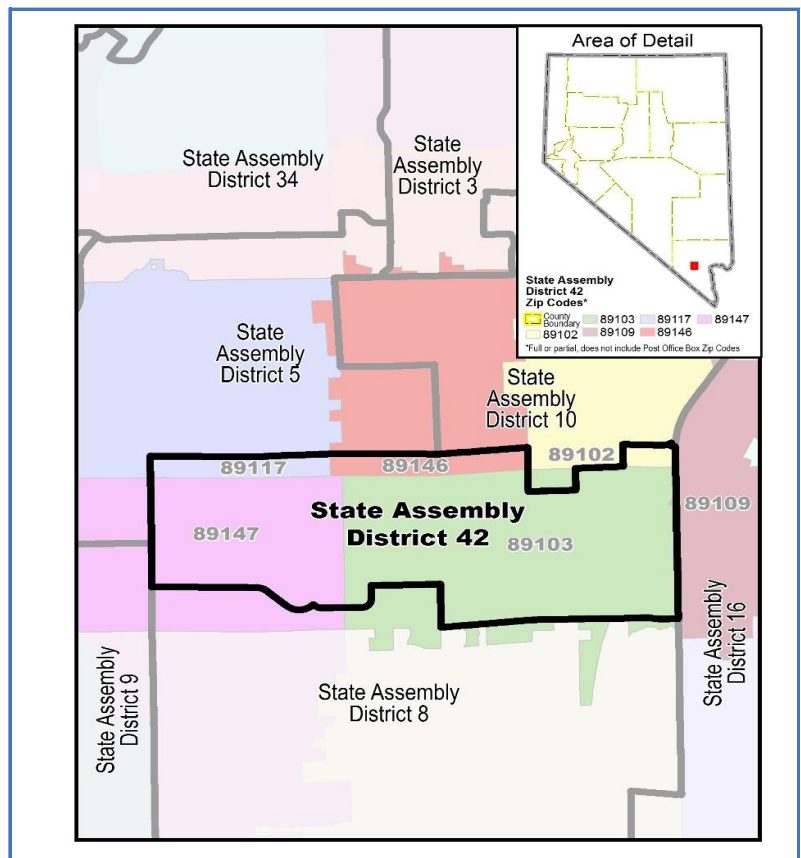 Area of Detail
State Assembly
District 34
State
Assembly
District 3
State Assembly
District 42
Zip Codes*
County
Boundary
89102
89103
89109
89117
89146
89147
*Full or partial, does not include Post Office Box Zip Codes
State
Assembly
District 5
State
Assembly
District 10
89117
89146
89102
89109
State Assembly
District 42
89147
89103
State Assembly
District 9
State Assembly
District 8
State Assembly
District 16